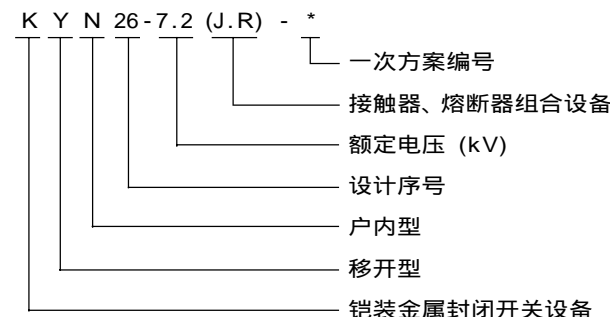 KYN26-7.2(J.R)-*
一次方案编号
接触器、熔断器组合设备
额定电压 (kV)
设计序号
户内型
移开型
铠装金属封闭开关设备